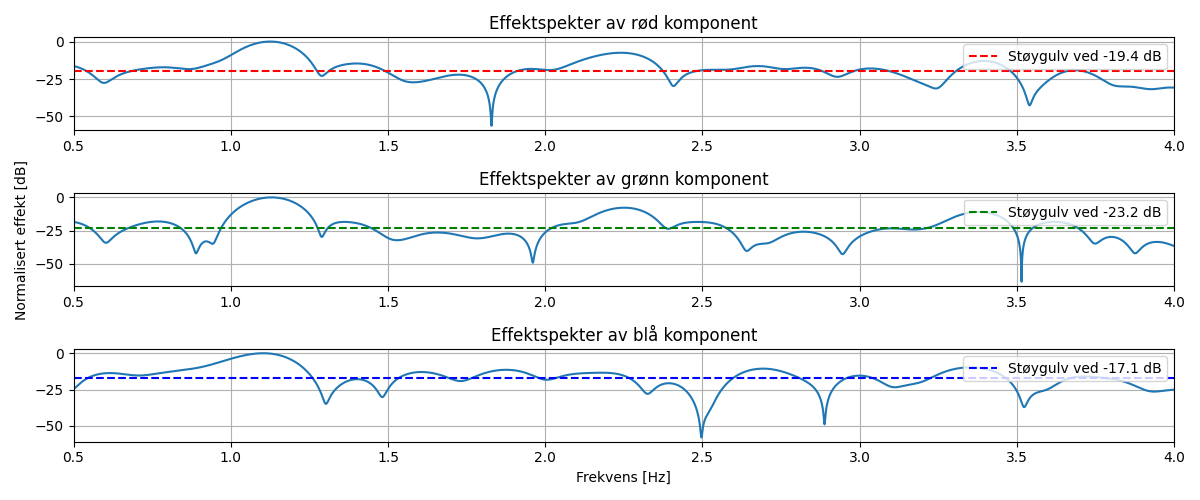 Effektspekter av rød komponent
0
−25
−50
Støygulv ved -19.4 dB
0.5 1.0 1.5 2.0 2.5 3.0 3.5 4.0
Effektspekter av grønn komponent
Normalisert effekt [dB]
0
−25
−50
Støygulv ved -23.2 dB
0.5 1.0 1.5 2.0 2.5 3.0 3.5 4.0
Effektspekter av blå komponent
0
−25
−50
Støygulv ved -17.1 dB
0.5 1.0 1.5 2.0 2.5 3.0 3.5 4.0
Frekvens [Hz]